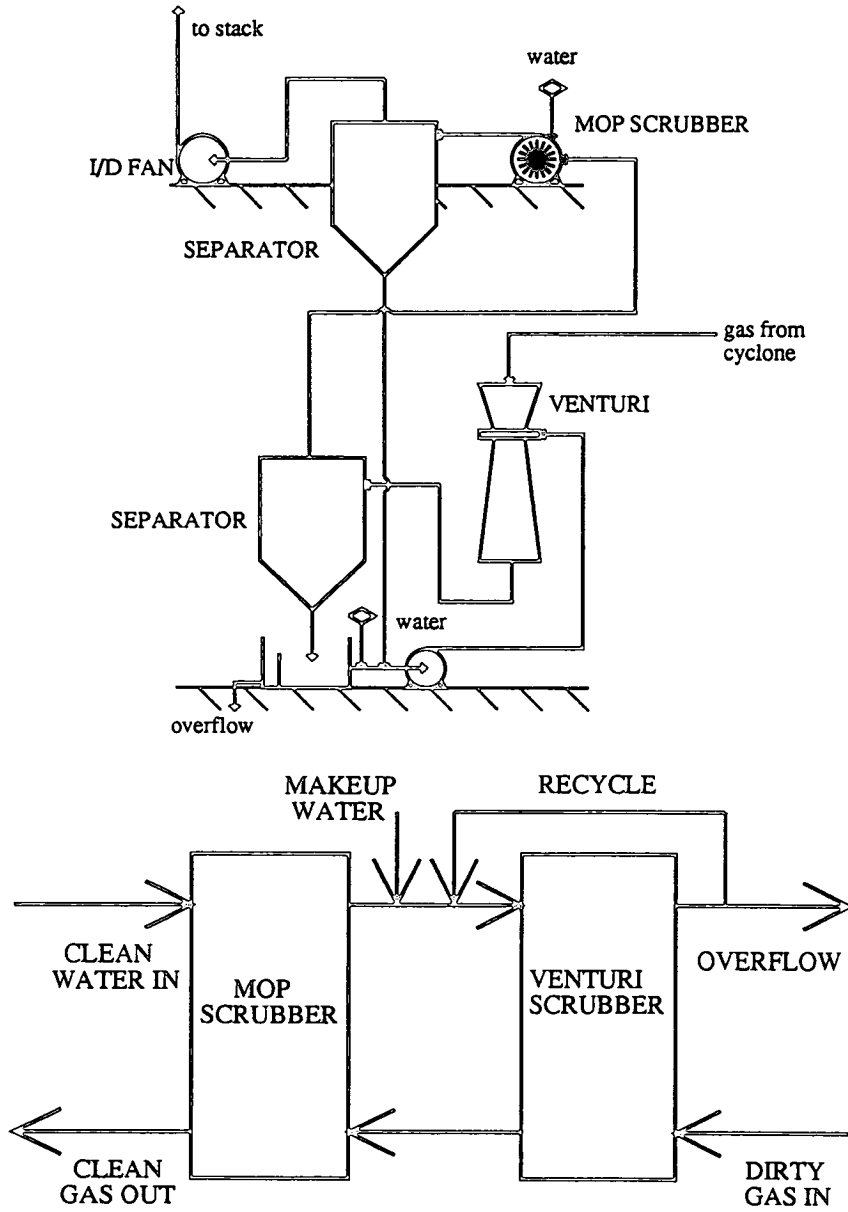 to stack
water
MOP SCRUBBER
I/D FAN
SEPARATOR
gas from
cyclone
VENTURI
SEPARATOR
water
overflow
MAKEUP
WATER
RECYCLE
CLEAN
WATER IN
MOP
SCRUBBER
VENTURI
SCRUBBER
OVERFLOW
CLEAN
GAS OUT
DIRTY
GAS IN